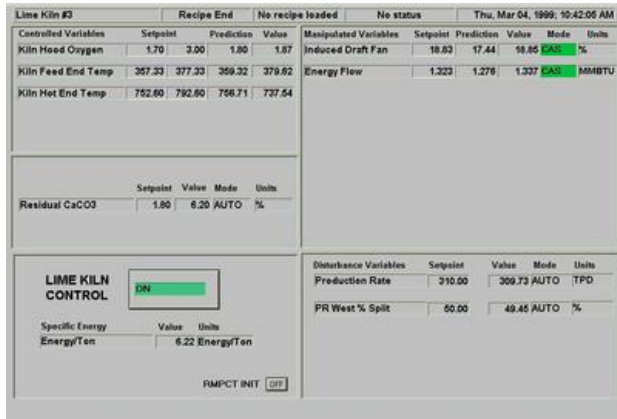 Lime Kiln #3 Recipe End No recipe loaded No status Thu, Mar 04, 1999; 10:42:05 AM
Controlled Variables Setpoint Prediction Value
Kiln Hood Oxygen 1.70 3.00 1.80 1.87
Kiln Feed End Temp 357.33 377.33 359.32 379.62
Kiln Hot End Temp 752.60 792.60 756.71 737.54
Manipulated Variables Setpoint Prediction Value Mode Units
Induced Draft Fan 18.83 17.44 18.85 CAS %
Energy Flow 1.323 1.276 1.337 CAS MMBTU
Setpoint Value Mode Units
Residual CaCO3 1.80 6.20 AUTO %
LIME KILN
CONTROL
ON
Specific Energy Value Units
Energy/Ton 6.22 Energy/Ton
RMPCT INIT OFF
Disturbance Variables Setpoint Value Mode Units
Production Rate 310.00 309.73 AUTO TPD
PR West % Split 50.00 49.45 AUTO %